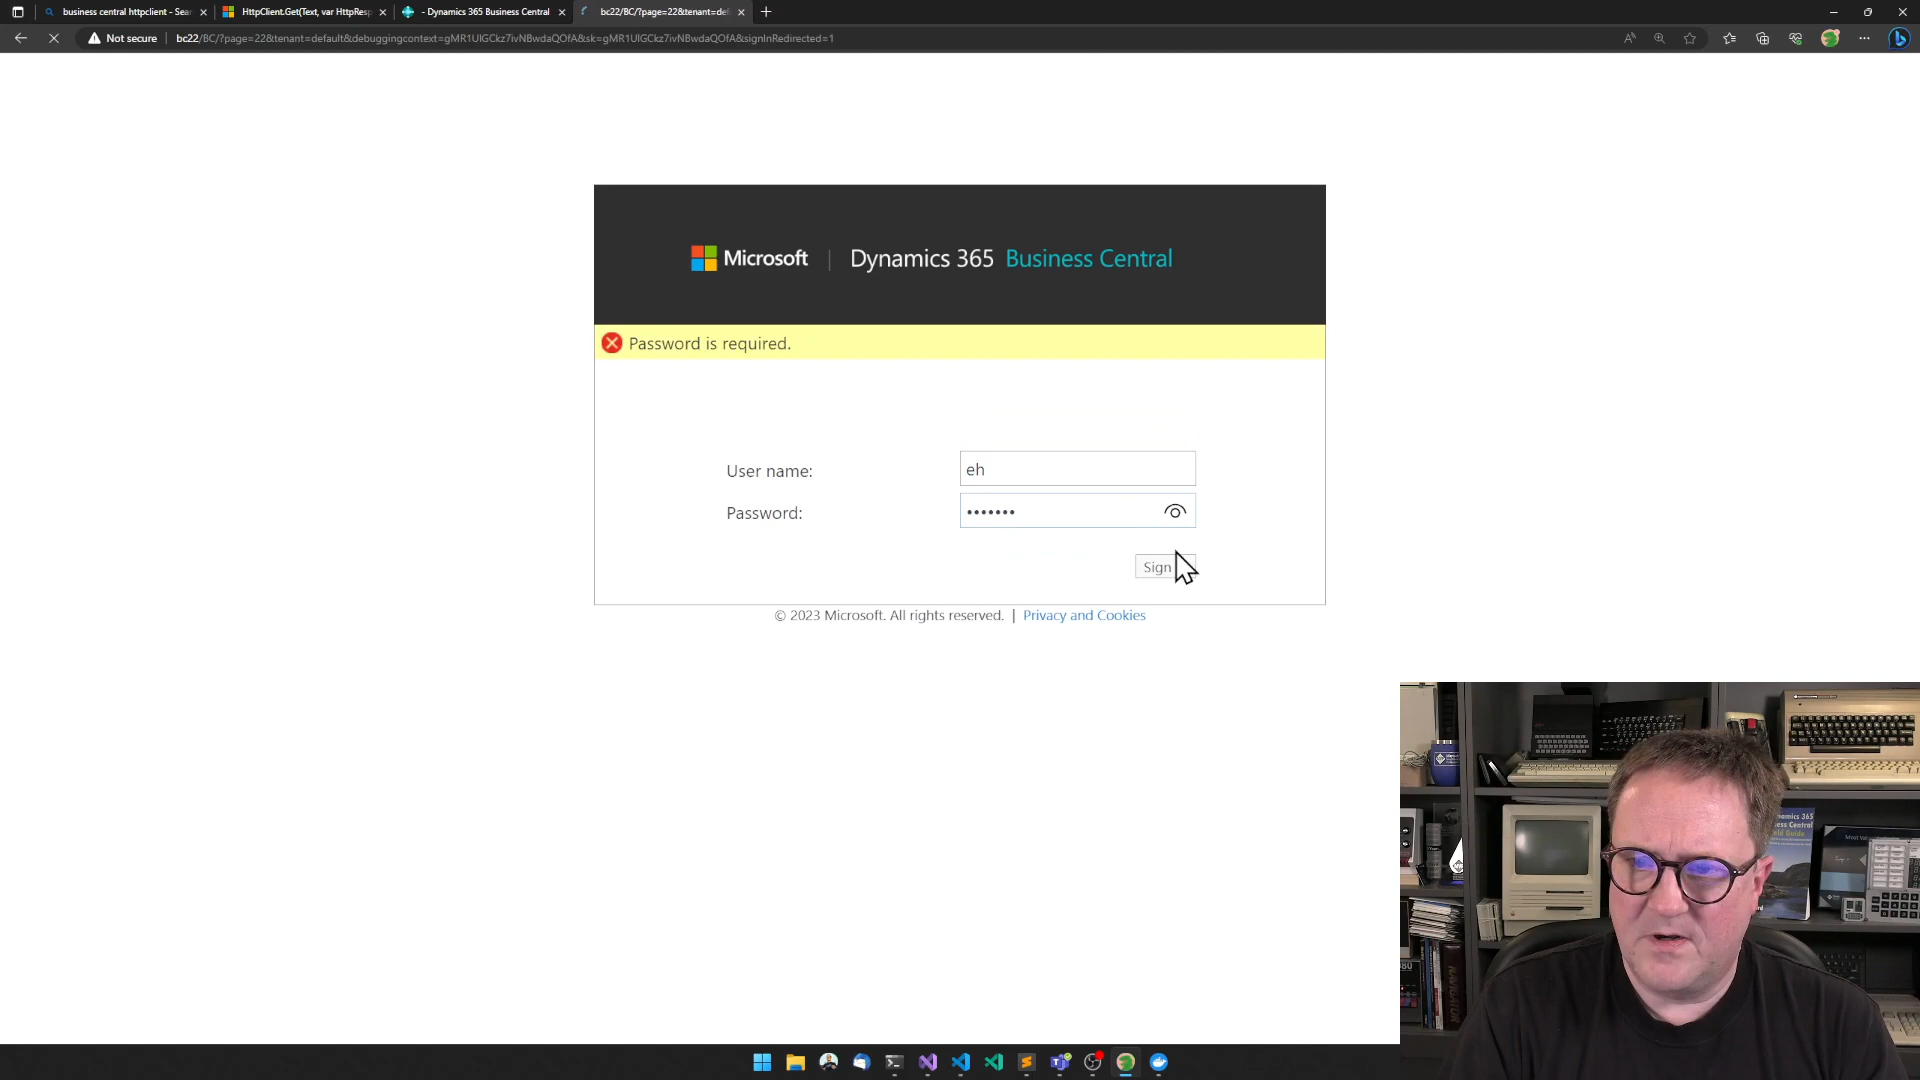 business central httpclient - Sear
HttpClient.Get(Text, var HttpResp
- Dynamics 365 Business Central
bc22/BC/?page=22&tenant=def
Not secure
bc22/BC/?page=22&tenant=default&debuggingcontext=gMR1UIGCkz7ivNBwdaQOfA&sk=gMR1UIGCkz7ivNBwdaQOfA&signInRedirected=1
Microsoft | Dynamics 365 Business Central
Password is required.
User name:
eh
Password:
Sign
© 2023 Microsoft. All rights reserved. | Privacy and Cookies